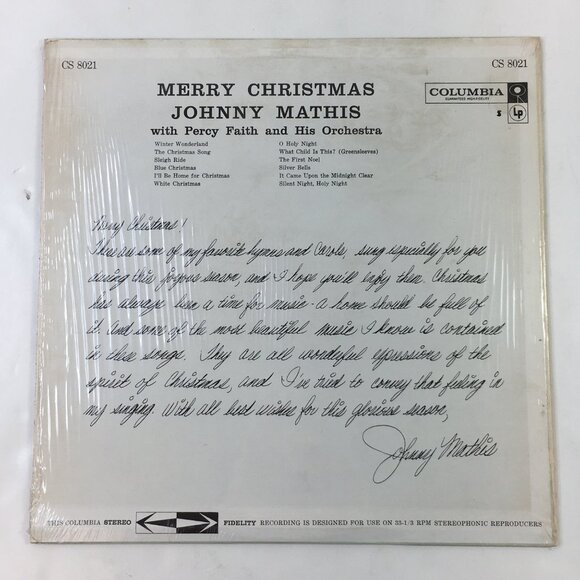 CS 8021 CS 8021
MERRY CHRISTMAS
JOHNNY MATHIS
with Percy Faith and His Orchestra
COLUMBIA
GUARANTEED HIGH-FIDELITY
S Lp
Winter Wonderland
The Christmas Song
Sleigh Ride
Blue Christmas
I'll Be Home for Christmas
White Christmas
O Holy Night
What Child Is This? (Greensleeves)
The First Noel
Silver Bells
It Came Upon the Midnight Clear
Silent Night, Holy Night
Merry Christmas!
These are some of my favorite hymns and Carols, sung especially for you
during this joyous season, and I hope you'll enjoy them. Christmas
has always been a time for music - a home should be full of
it. And some of the most beautiful music I know is contained
in these songs. They are all wonderful expressions of the
spirit of Christmas, and I've tried to convey that feeling in
my singing. With all best wishes for this glorious season,
Johnny Mathis
THIS COLUMBIA STEREO FIDELITY RECORDING IS DESIGNED FOR USE ON 33-1/3 RPM STEREOPHONIC REPRODUCERS